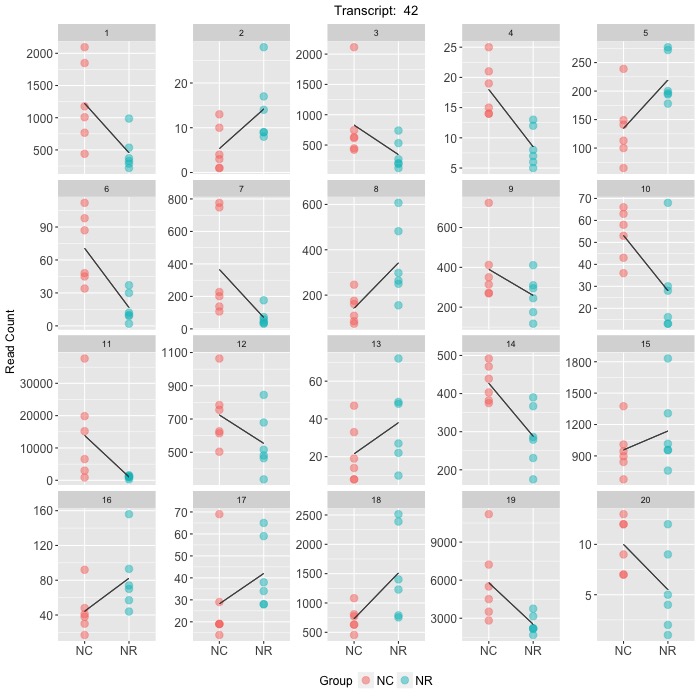 Transcript: 42
1 2 3 4 5
2000 1500 1000 500
20 10 0
2000 1500 1000 500
25 20 15 10 5
250 200 150 100
6 7 8 9 10
90 60 30 0
800 600 400 200 0
600 400 200
600 400 200
70 60 50 40 30 20
Read Count
11 12 13 14 15
30000 20000 10000 0
1100 900 700 500
60 40 20
500 400 300 200
1800 1500 1200 900
16 17 18 19 20
160 120 80 40
70 60 50 40 30 20
2500 2000 1500 1000 500
9000 6000 3000
10 5
NC NR NC NR NC NR NC NR NC NR
Group NC NR